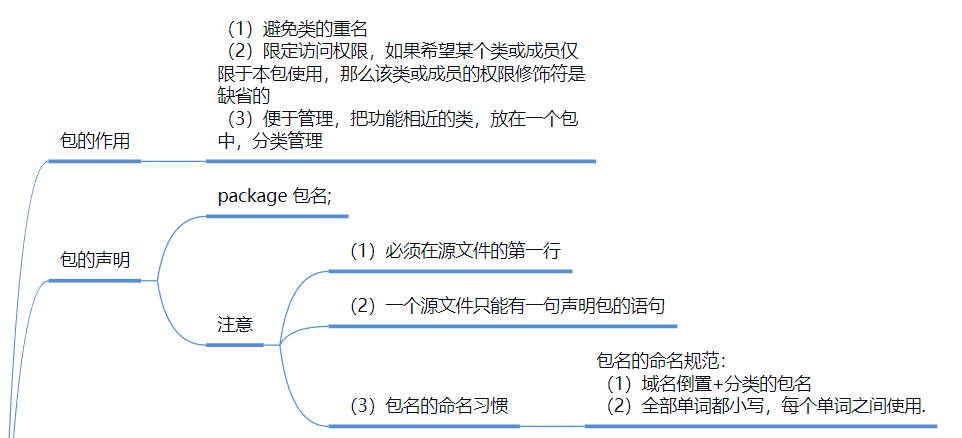 （1）避免类的重名
（2）限定访问权限，如果希望某个类或成员仅
限于本包使用，那么该类或成员的权限修饰符是
缺省的
（3）便于管理，把功能相近的类，放在一个包
中，分类管理
包的作用
package 包名;
包的声明
注意
（1）必须在源文件的第一行
（2）一个源文件只能有一句声明包的语句
（3）包名的命名习惯
包名的命名规范：
（1）域名倒置+分类的包名
（2）全部单词都小写，每个单词之间使用.